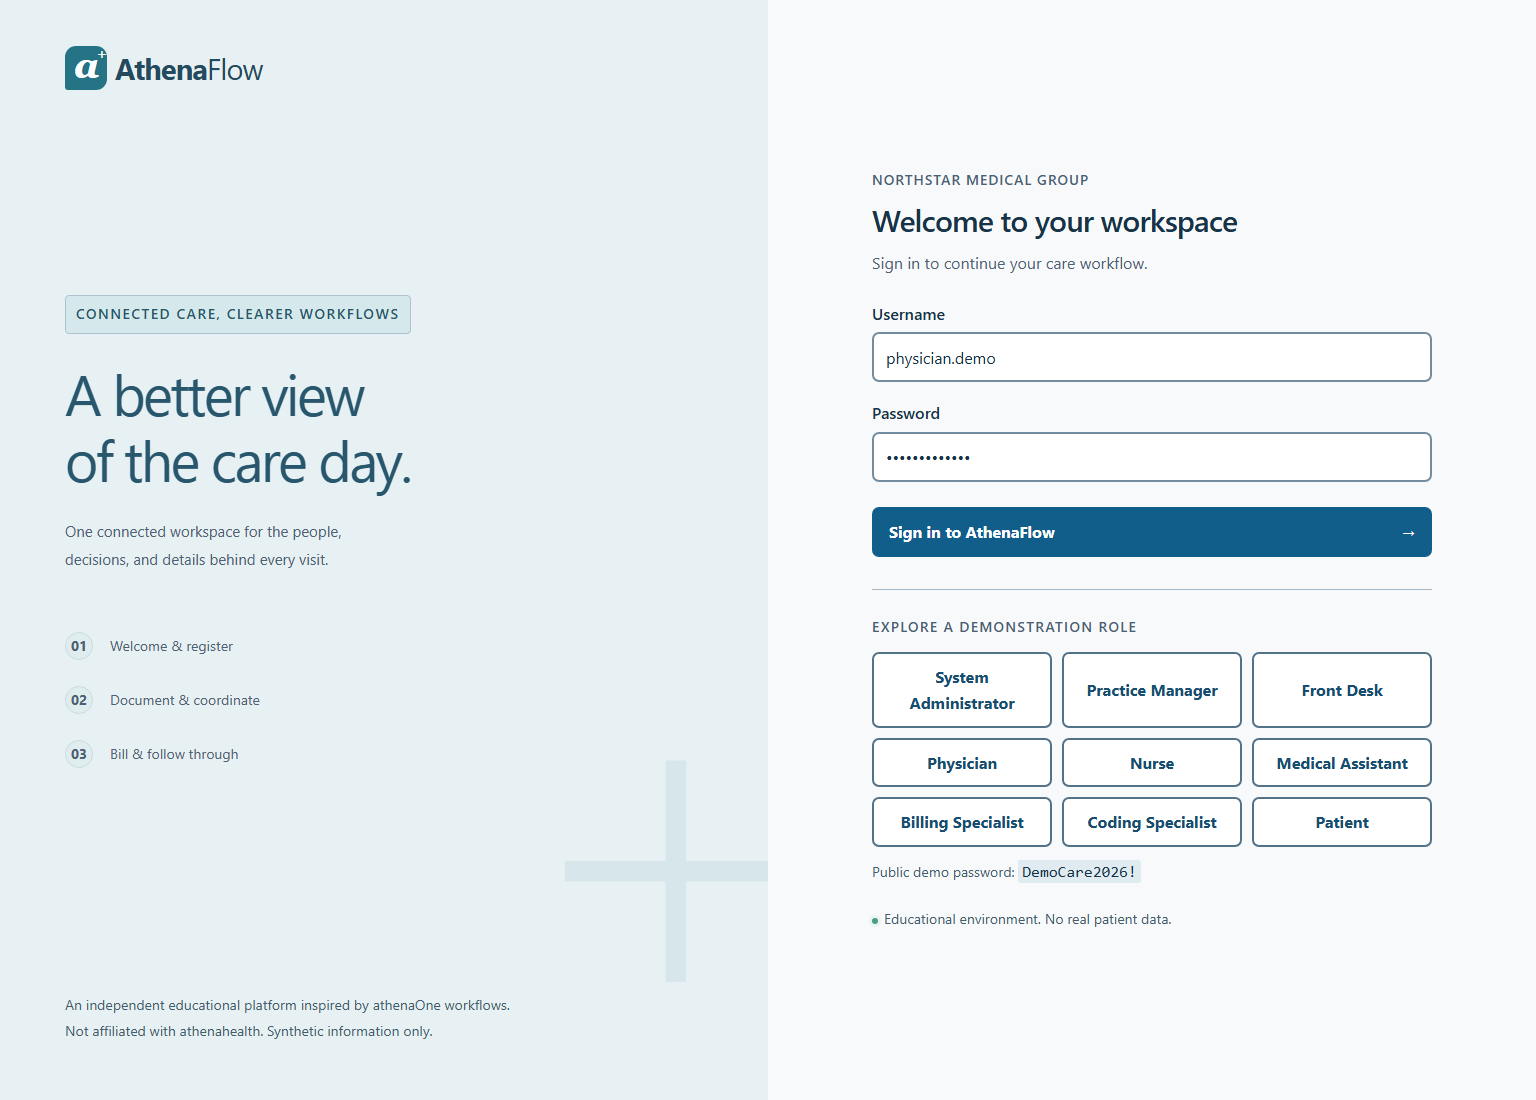 a+ AthenaFlow
CONNECTED CARE, CLEARER WORKFLOWS
A better view
of the care day.
One connected workspace for the people,
decisions, and details behind every visit.
01 Welcome & register
02 Document & coordinate
03 Bill & follow through
An independent educational platform inspired by athenaOne workflows.
Not affiliated with athenahealth. Synthetic information only.
NORTHSTAR MEDICAL GROUP
Welcome to your workspace
Sign in to continue your care workflow.
Username
physician.demo
Password
•••••••••••••
Sign in to AthenaFlow →
EXPLORE A DEMONSTRATION ROLE
System
Administrator
Practice Manager
Front Desk
Physician
Nurse
Medical Assistant
Billing Specialist
Coding Specialist
Patient
Public demo password: DemoCare2026!
Educational environment. No real patient data.